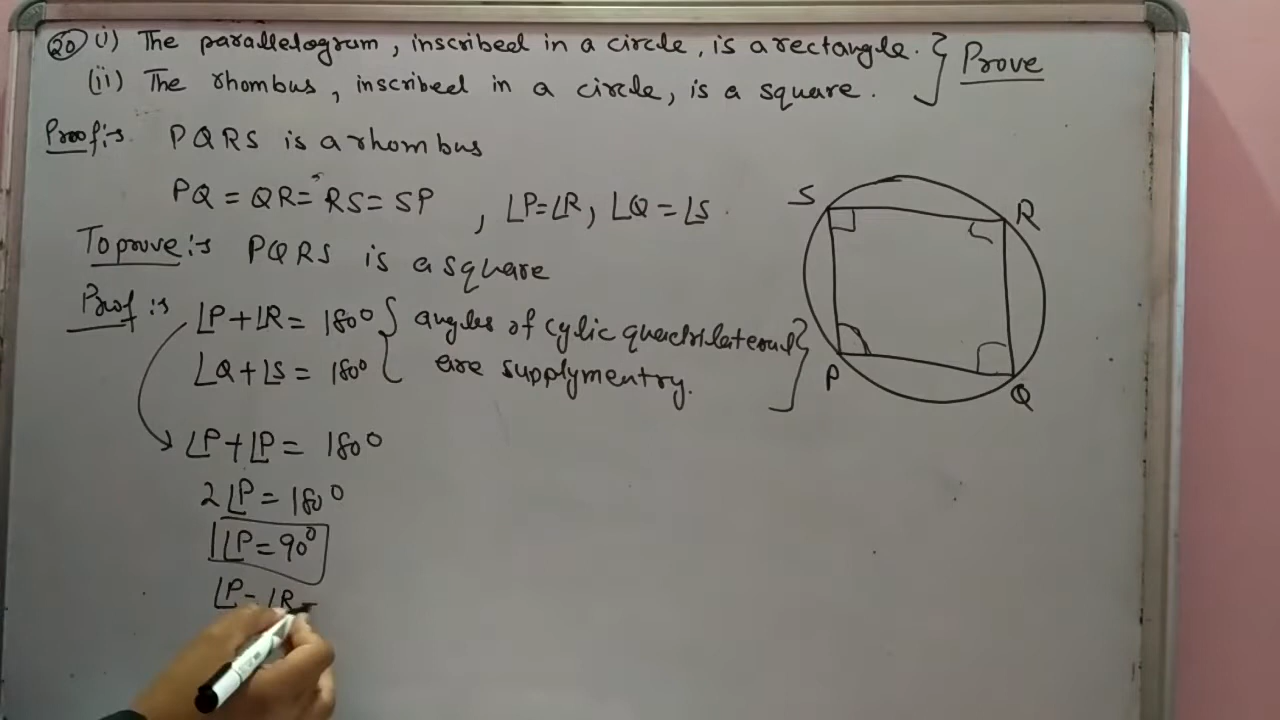 20 (i) The parallelogram, inscribed in a circle, is a rectangle. } Prove
(ii) The rhombus, inscribed in a circle, is a square.
Proof:- PQRS is a rhombus
PQ = QR = RS = SP , ∠P=∠R, ∠Q = ∠S.
To prove:- PQRS is a square
Proof:- ∠P+∠R = 180° } angles of cylic quadrilateral
∠Q+∠S = 180° } are supplymentry.
∠P+∠P = 180°
2∠P = 180°
∠P = 90°
∠P = ∠R =
S
R
P
Q